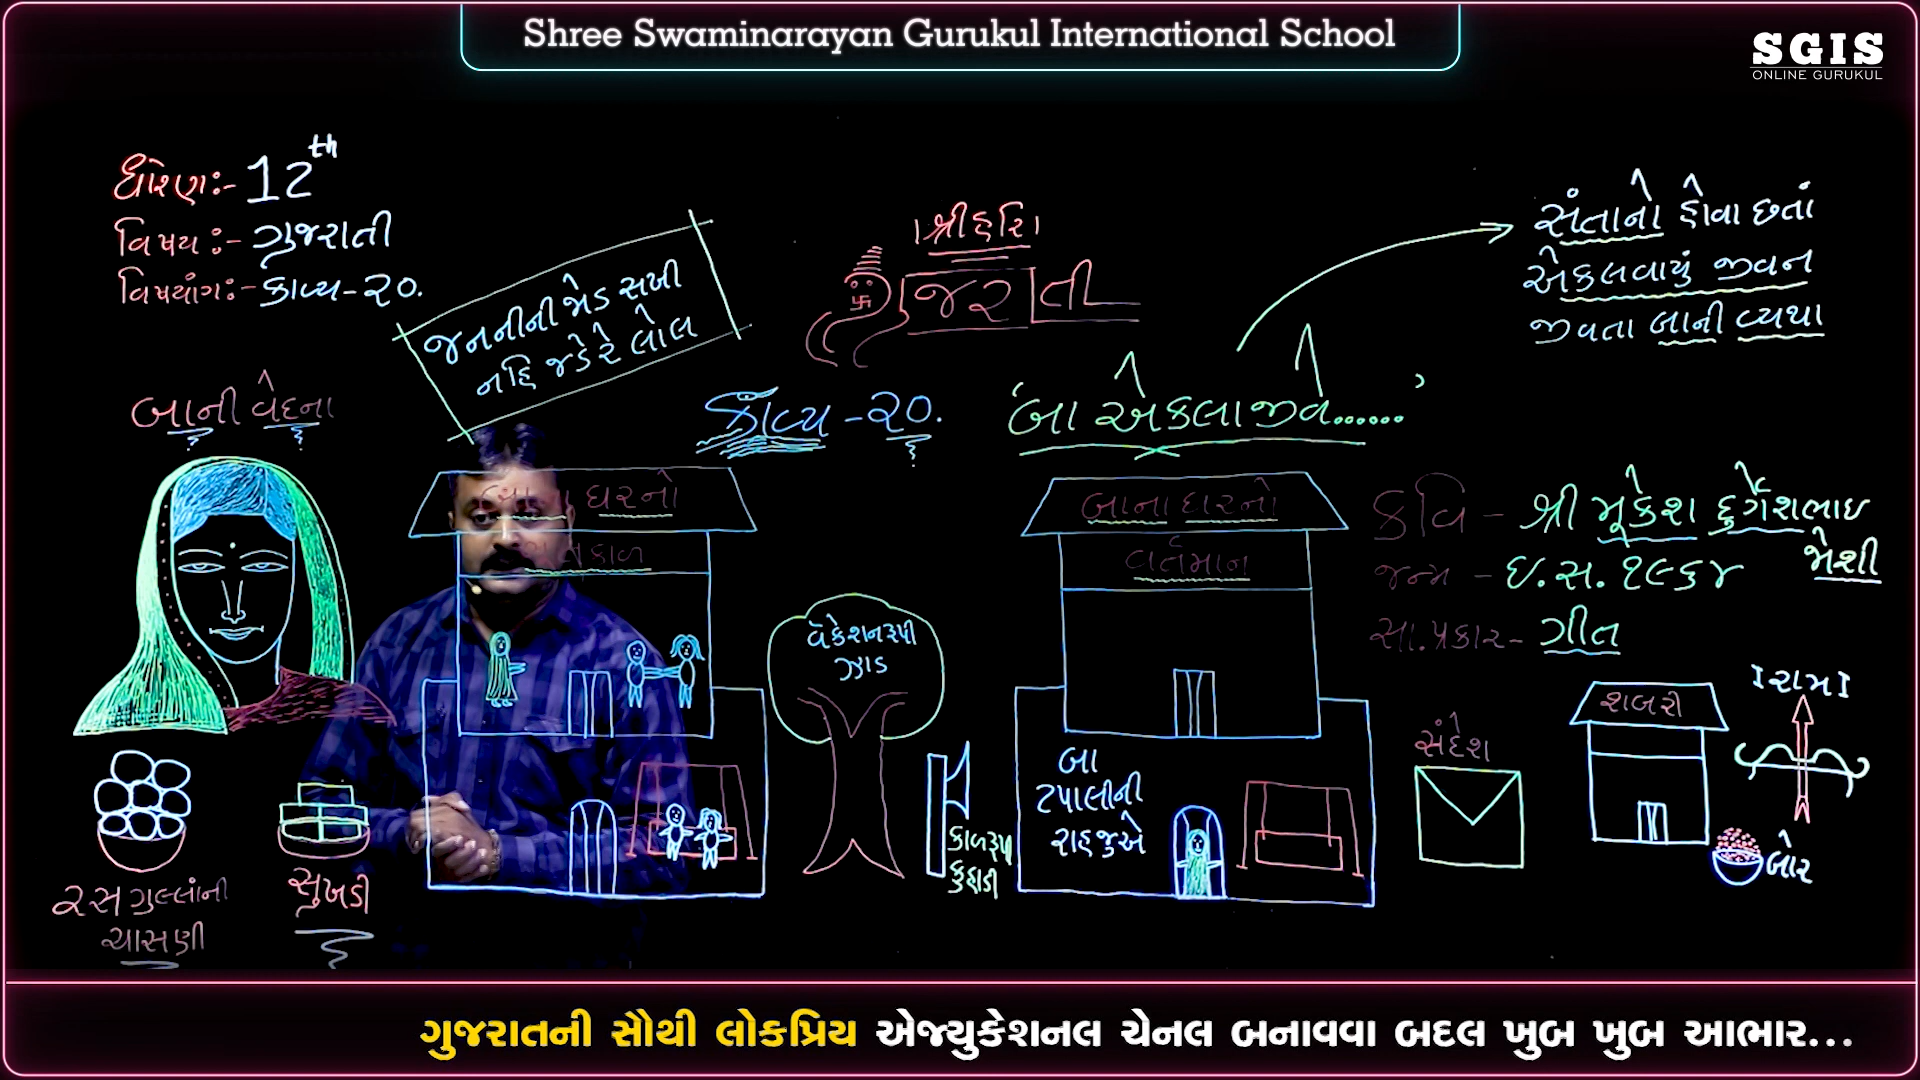 Shree Swaminarayan Gurukul International School
SGIS
ONLINE GURUKUL
ધોરણઃ- 12th
વિષયઃ- ગુજરાતી
વિષયાંગઃ- કાવ્ય-૨૦.
જનનીની જોડ સખી
નહિ જડે રે લોલ
।શ્રીહરિ।
જરાતી
કાવ્ય - ૨૦.
'બા એકલા જીવે......'
સંતાનો હોવા છતાં
એકલવાયું જીવન
જીવતા બાની વ્યથા
બાની વેદના
ઘરનો
બાના ઘરનો
વર્તમાન
કવિ - શ્રી મૂકેશ દુર્ગેશભાઇ
જોશી
જન્મ - ઇ.સ. ૧૯૬૪
સા.પ્રકાર- ગીત
વૅકેશનરૂપી
ઝાડ
કાળરૂપી
કુહાડી
બા
ટપાલીની
રાહ જુએ
સંદેશ
શબરી
।રામ।
બોર
રસગુલ્લાંની
ચાસણી
સુખડી
ગુજરાતની સૌથી લોકપ્રિય એજ્યુકેશનલ ચેનલ બનાવવા બદલ ખુબ ખુબ આભાર...